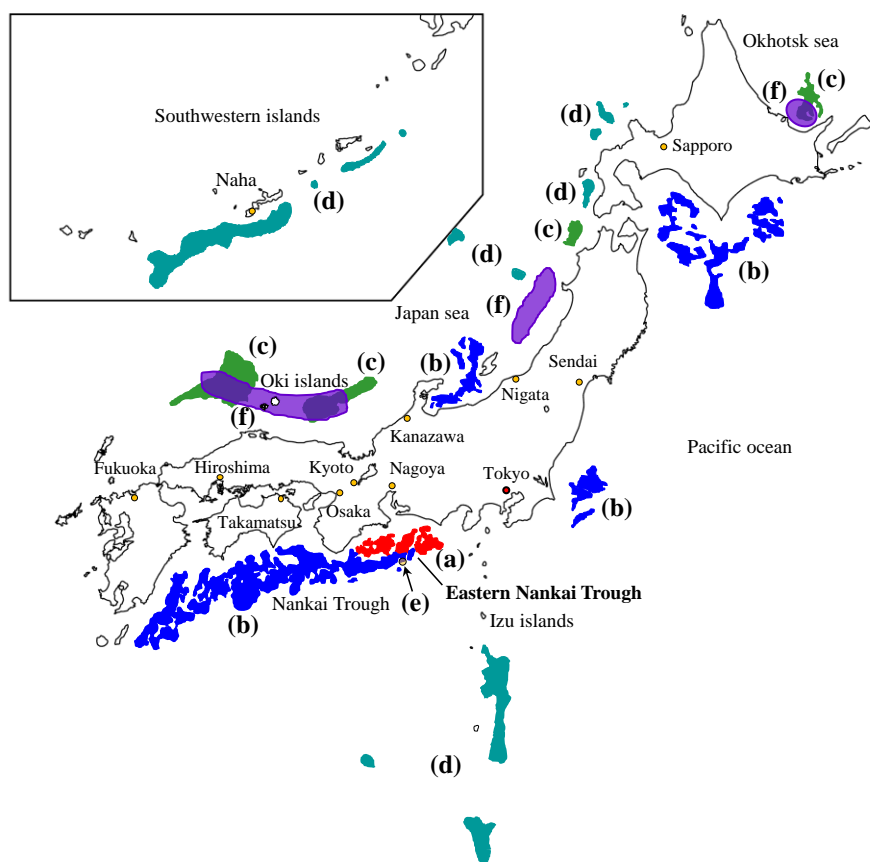 Okhotsk sea
(c)
(f)
Southwestern islands
(d)
Sapporo
Naha
(d)
(d)
(c)
(d)
(b)
(f)
Japan sea
(c)
(c)
(b)
Sendai
Oki islands
Nigata
(f)
Kanazawa
Pacific ocean
Fukuoka
Hiroshima
Kyoto
Nagoya
Tokyo
(b)
Takamatsu
Osaka
(a)
Eastern Nankai Trough
Nankai Trough
(e)
Izu islands
(b)
(d)